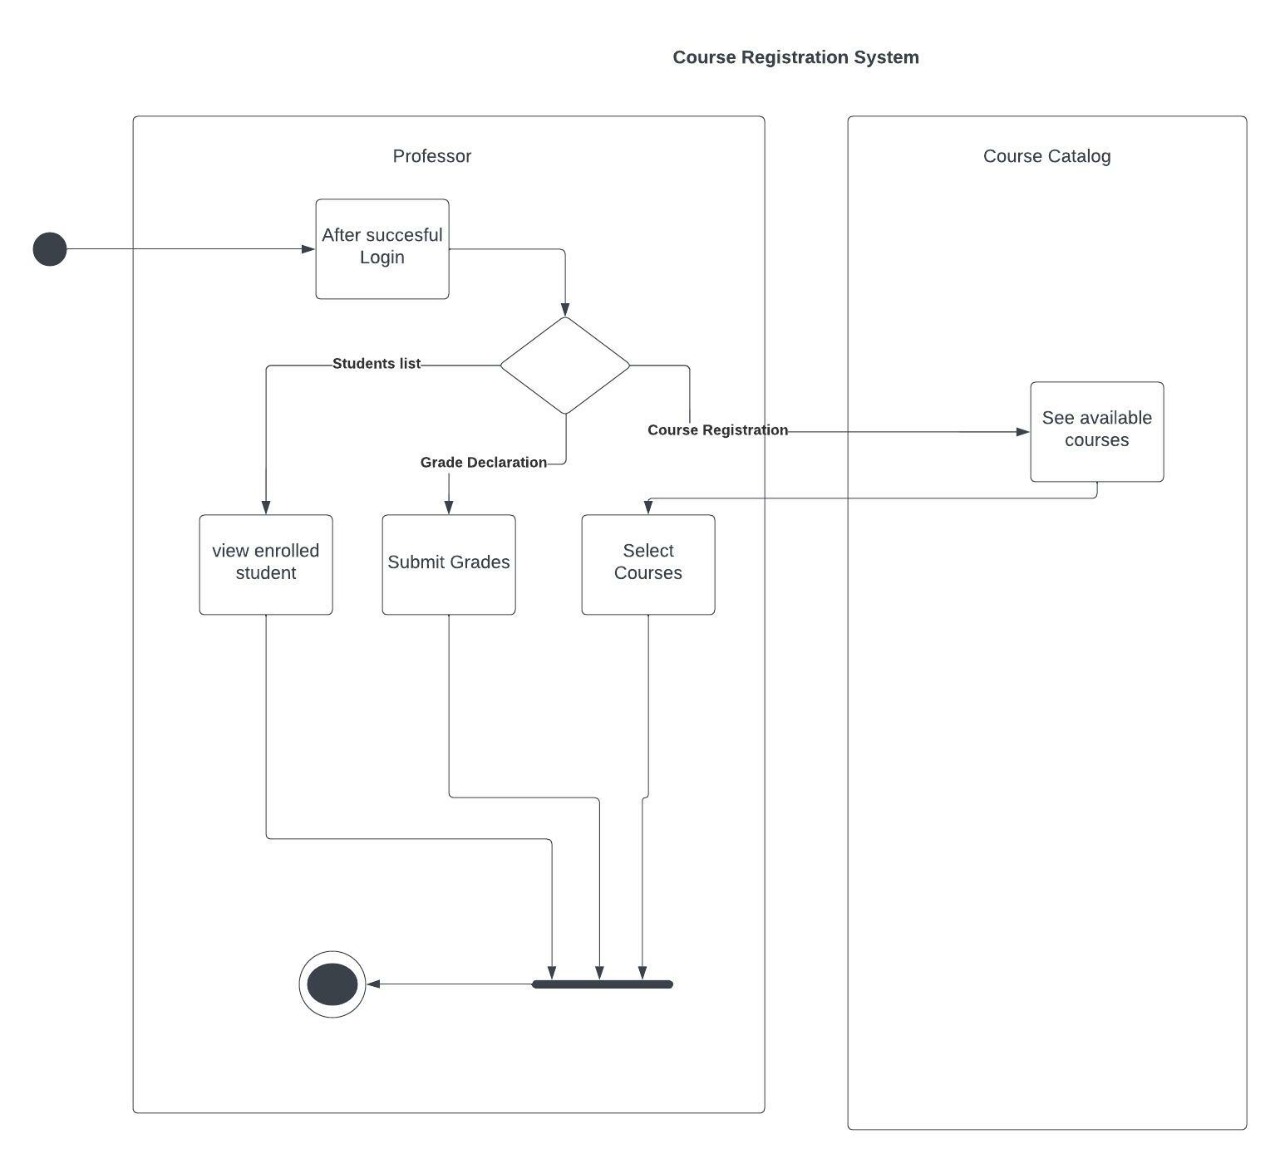 Course Registration System
Professor
Course Catalog
After succesful
Login
Students list
Course Registration
Grade Declaration
See available
courses
view enrolled
student
Submit Grades
Select
Courses